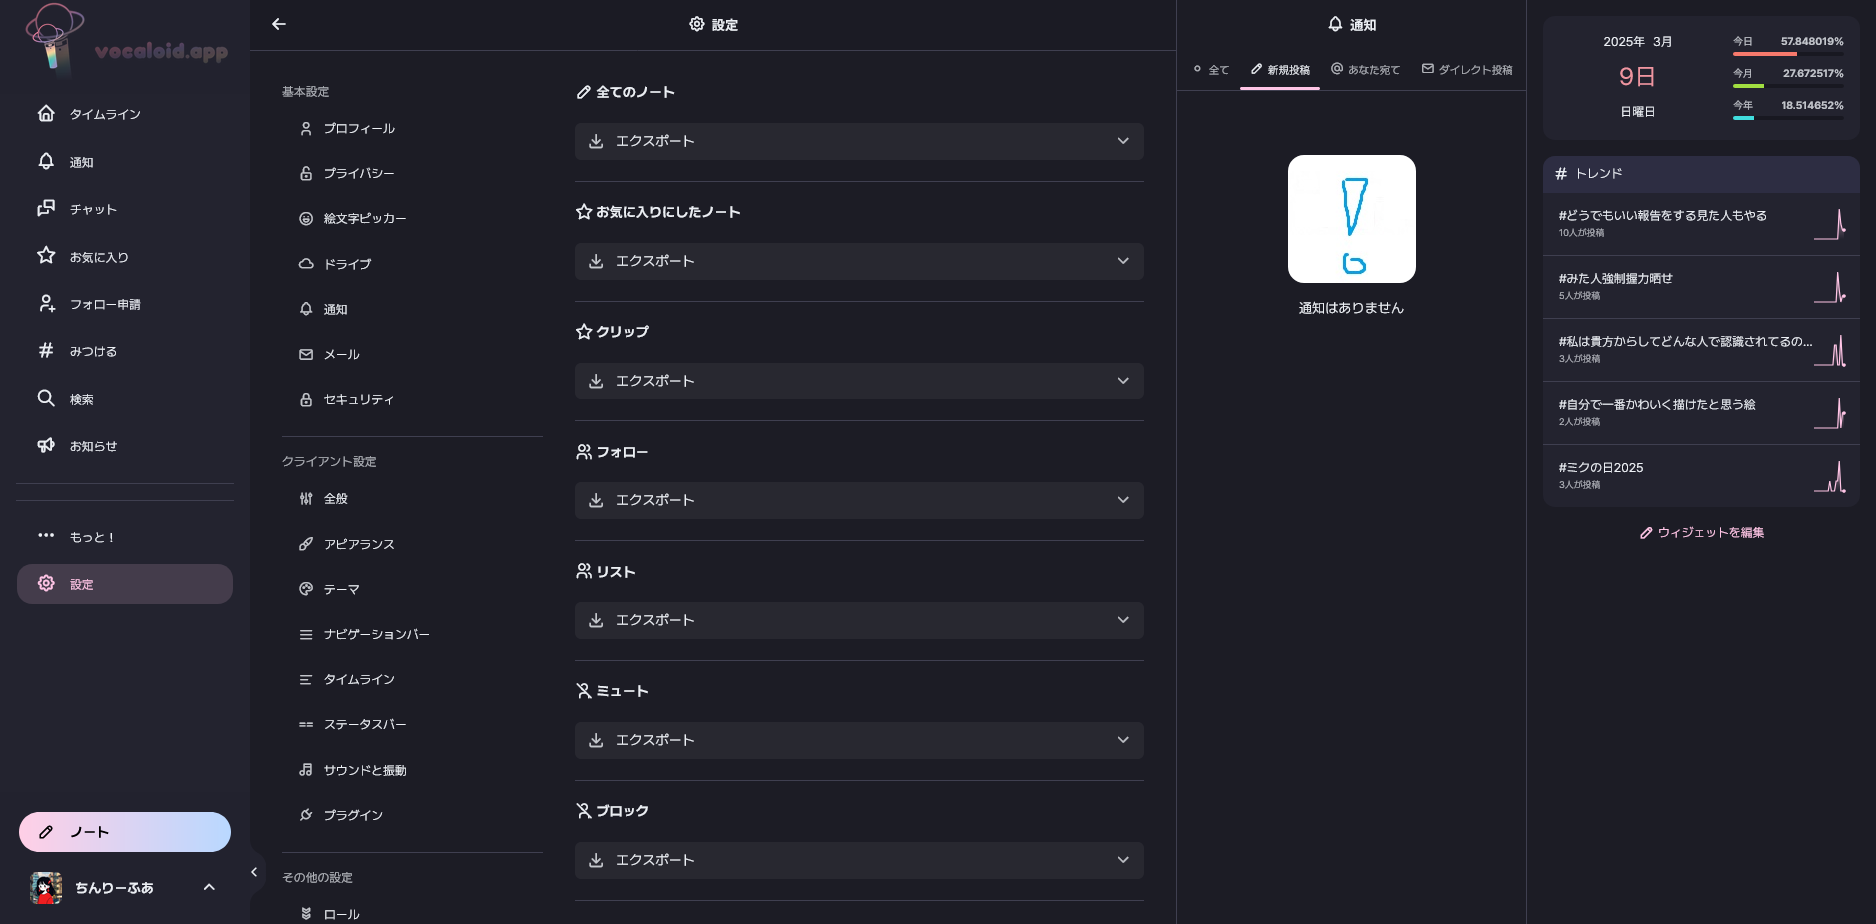 vocaloid.app
タイムライン
通知
チャット
お気に入り
フォロー申請
みつける
検索
お知らせ
もっと！
設定
ノート
ちんりーふあ
設定
基本設定
プロフィール
プライバシー
絵文字ピッカー
ドライブ
通知
メール
セキュリティ
クライアント設定
全般
アピアランス
テーマ
ナビゲーションバー
タイムライン
ステータスバー
サウンドと振動
プラグイン
その他の設定
ロール
全てのノート
エクスポート
お気に入りにしたノート
エクスポート
クリップ
エクスポート
フォロー
エクスポート
リスト
エクスポート
ミュート
エクスポート
ブロック
エクスポート
通知
全て 新規投稿 あなた宛て ダイレクト投稿
通知はありません
2025年 3月
9日
日曜日
今日 57.848019%
今月 27.672517%
今年 18.514652%
トレンド
#どうでもいい報告をする見た人もやる
10人が投稿
#みた人強制握力晒せ
5人が投稿
#私は貴方からしてどんな人で認識されてるの...
3人が投稿
#自分で一番かわいく描けたと思う絵
2人が投稿
#ミクの日2025
3人が投稿
ウィジェットを編集